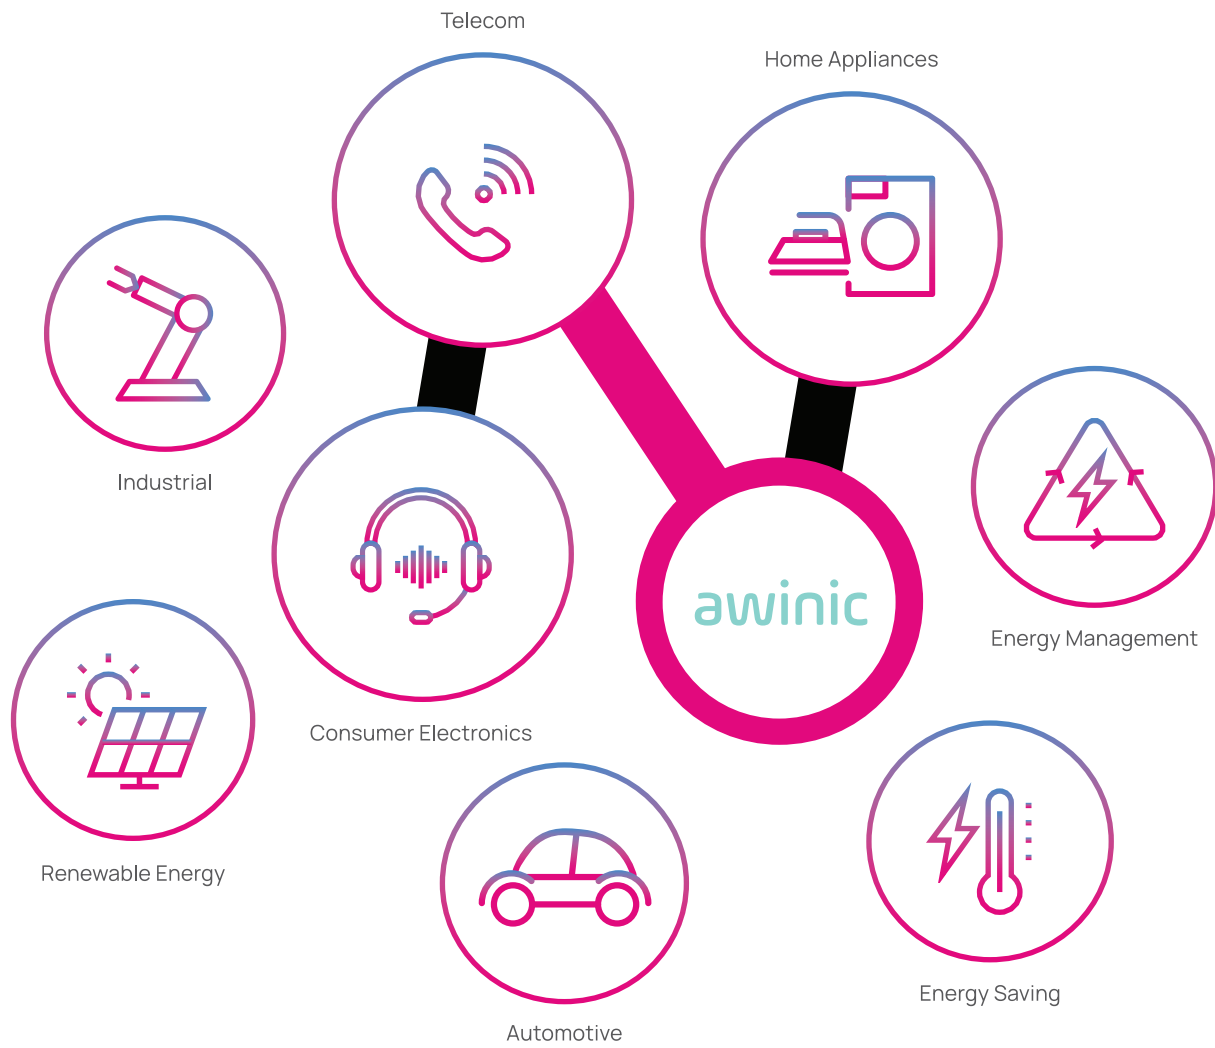 Telecom
Home Appliances
Industrial
awinic
Energy Management
Consumer Electronics
Renewable Energy
Energy Saving
Automotive